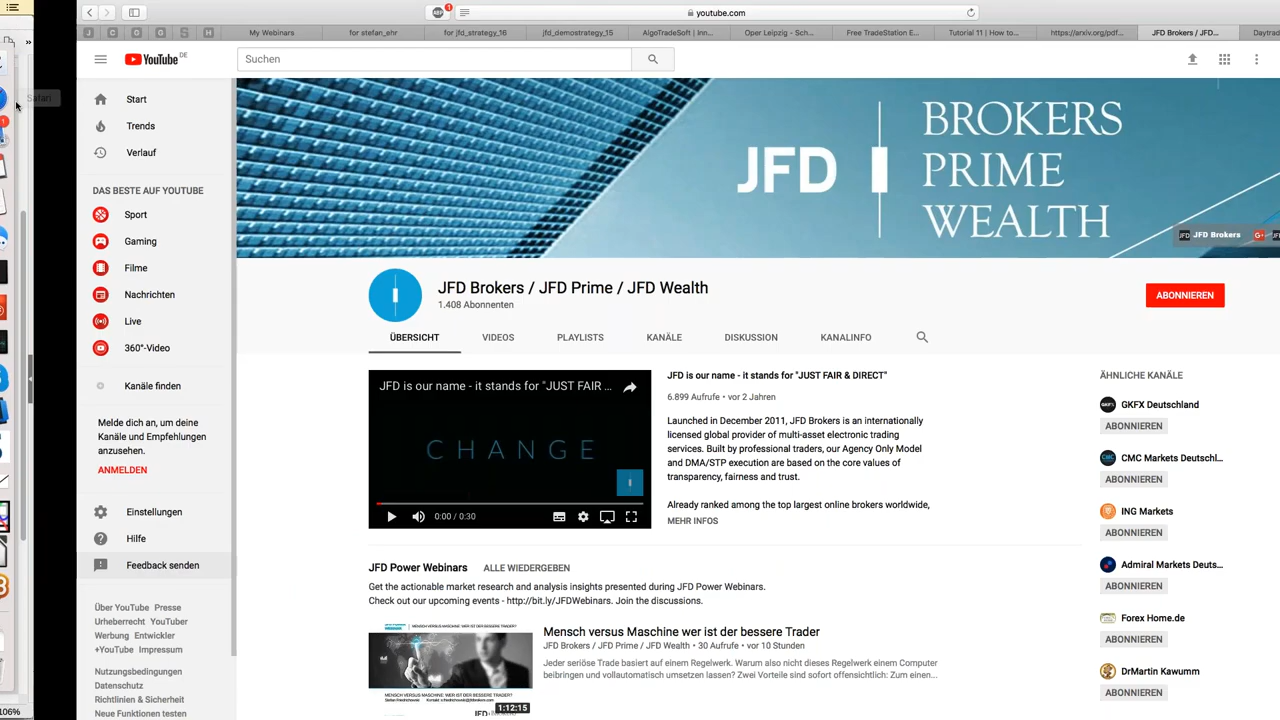 youtube.com
My Webinars
for stefan_ehr
for jfd_strategy_16
jfd_demostrategy_15
AlgoTradeSoft | Inn...
Oper Leipzig - Sch...
Free TradeStation E...
Tutorial 11 | How to...
https://arxiv.org/pdf...
JFD Brokers / JFD...
Daytrad
Safari
YouTube DE
Suchen
Start
Trends
Verlauf
DAS BESTE AUF YOUTUBE
Sport
Gaming
Filme
Nachrichten
Live
360°-Video
Kanäle finden
Melde dich an, um deine
Kanäle und Empfehlungen
anzusehen.
ANMELDEN
Einstellungen
Hilfe
Feedback senden
Über YouTube Presse
Urheberrecht YouTuber
Werbung Entwickler
+YouTube Impressum
Nutzungsbedingungen
Datenschutz
Richtlinien & Sicherheit
Neue Funktionen testen
106%
JFD
BROKERS
PRIME
WEALTH
JFD Brokers
JFD Brokers / JFD Prime / JFD Wealth
1.408 Abonnenten
ABONNIEREN
ÜBERSICHT
VIDEOS
PLAYLISTS
KANÄLE
DISKUSSION
KANALINFO
JFD is our name - it stands for "JUST FAIR ...
CHANGE
0:00 / 0:30
JFD is our name - it stands for "JUST FAIR & DIRECT"
6.899 Aufrufe • vor 2 Jahren
Launched in December 2011, JFD Brokers is an internationally
licensed global provider of multi-asset electronic trading
services. Built by professional traders, our Agency Only Model
and DMA/STP execution are based on the core values of
transparency, fairness and trust.
Already ranked among the top largest online brokers worldwide,
MEHR INFOS
JFD Power Webinars
ALLE WIEDERGEBEN
Get the actionable market research and analysis insights presented during JFD Power Webinars.
Check out our upcoming events - http://bit.ly/JFDWebinars. Join the discussions.
MENSCH VERSUS MASCHINE WER IST DER BESSERE TRADER?
1:12:15
Mensch versus Maschine wer ist der bessere Trader
JFD Brokers / JFD Prime / JFD Wealth • 30 Aufrufe • vor 10 Stunden
Jeder seriöse Trade basiert auf einem Regelwerk. Warum also nicht dieses Regelwerk einem Computer
beibringen und vollautomatisch umsetzen lassen? Zwei Vorteile sind sofort offensichtlich: Zum einen...
ÄHNLICHE KANÄLE
GKFX Deutschland
ABONNIEREN
CMC Markets Deutschl...
ABONNIEREN
ING Markets
ABONNIEREN
Admiral Markets Deuts...
ABONNIEREN
Forex Home.de
ABONNIEREN
DrMartin Kawumm
ABONNIEREN